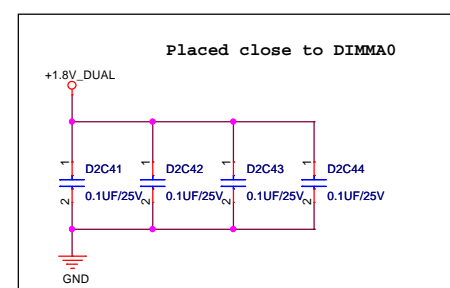 Placed close to DIMMA0
+1.8V_DUAL
1 D2C41 1 D2C42 1 D2C43 1 D2C44
2 0.1UF/25V 2 0.1UF/25V 2 0.1UF/25V 2 0.1UF/25V
GND